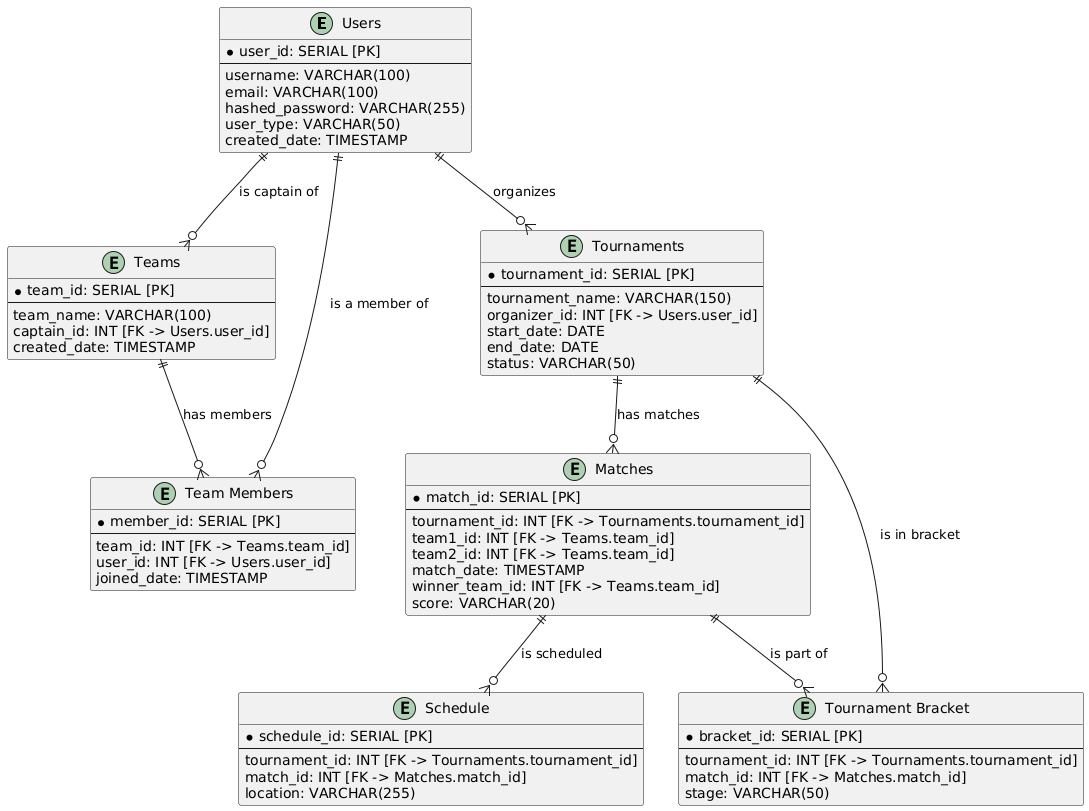 E Users
* user_id: SERIAL [PK]
username: VARCHAR(100)
email: VARCHAR(100)
hashed_password: VARCHAR(255)
user_type: VARCHAR(50)
created_date: TIMESTAMP
is captain of
organizes
E Teams
* team_id: SERIAL [PK]
team_name: VARCHAR(100)
captain_id: INT [FK -> Users.user_id]
created_date: TIMESTAMP
is a member of
E Tournaments
* tournament_id: SERIAL [PK]
tournament_name: VARCHAR(150)
organizer_id: INT [FK -> Users.user_id]
start_date: DATE
end_date: DATE
status: VARCHAR(50)
has members
has matches
E Team Members
* member_id: SERIAL [PK]
team_id: INT [FK -> Teams.team_id]
user_id: INT [FK -> Users.user_id]
joined_date: TIMESTAMP
E Matches
* match_id: SERIAL [PK]
tournament_id: INT [FK -> Tournaments.tournament_id]
team1_id: INT [FK -> Teams.team_id]
team2_id: INT [FK -> Teams.team_id]
match_date: TIMESTAMP
winner_team_id: INT [FK -> Teams.team_id]
score: VARCHAR(20)
is in bracket
is scheduled
is part of
E Schedule
* schedule_id: SERIAL [PK]
tournament_id: INT [FK -> Tournaments.tournament_id]
match_id: INT [FK -> Matches.match_id]
location: VARCHAR(255)
E Tournament Bracket
* bracket_id: SERIAL [PK]
tournament_id: INT [FK -> Tournaments.tournament_id]
match_id: INT [FK -> Matches.match_id]
stage: VARCHAR(50)